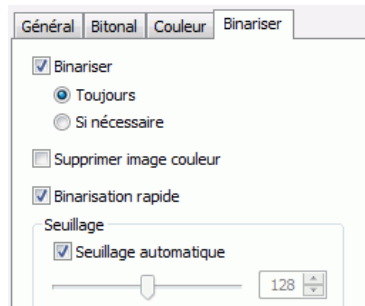 Général Bitonal Couleur Binariser
Binariser
Toujours
Si nécessaire
Supprimer image couleur
Binarisation rapide
Seuillage
Seuillage automatique
128